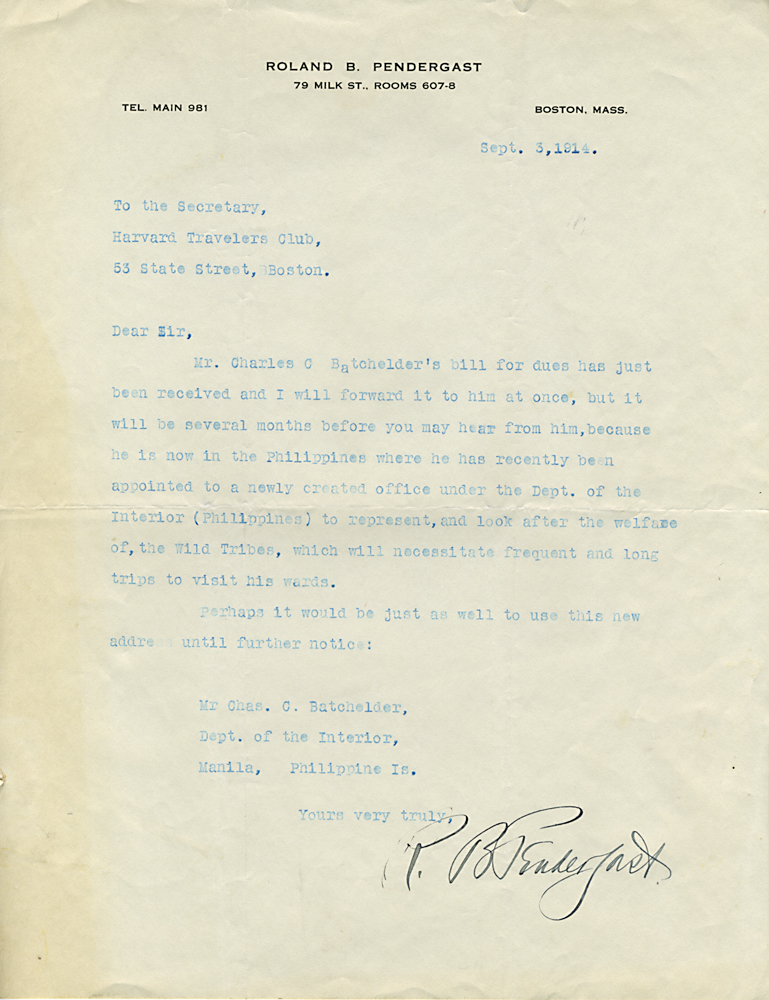 ROLAND B. PENDERGAST
79 MILK ST., ROOMS 607-8
TEL. MAIN 981
BOSTON, MASS.
Sept. 3,1914.
To the Secretary,
Harvard Travelers Club,
53 State Street, Boston.
Dear Sir,
Mr. Charles C Batchelder's bill for dues has just
been received and I will forward it to him at once, but it
will be several months before you may hear from him,because
he is now in the Philippines where he has recently been
appointed to a newly created office under the Dept. of the
Interior (Philippines) to represent,and look after the welfare
of,the Wild Tribes, which will necessitate frequent and long
trips to visit his wards.
Perhaps it would be just as well to use this new
addre until further notice:
Mr Chas. C. Batchelder,
Dept. of the Interior,
Manila, Philippine Is.
Yours very truly,
R. B Pendergast